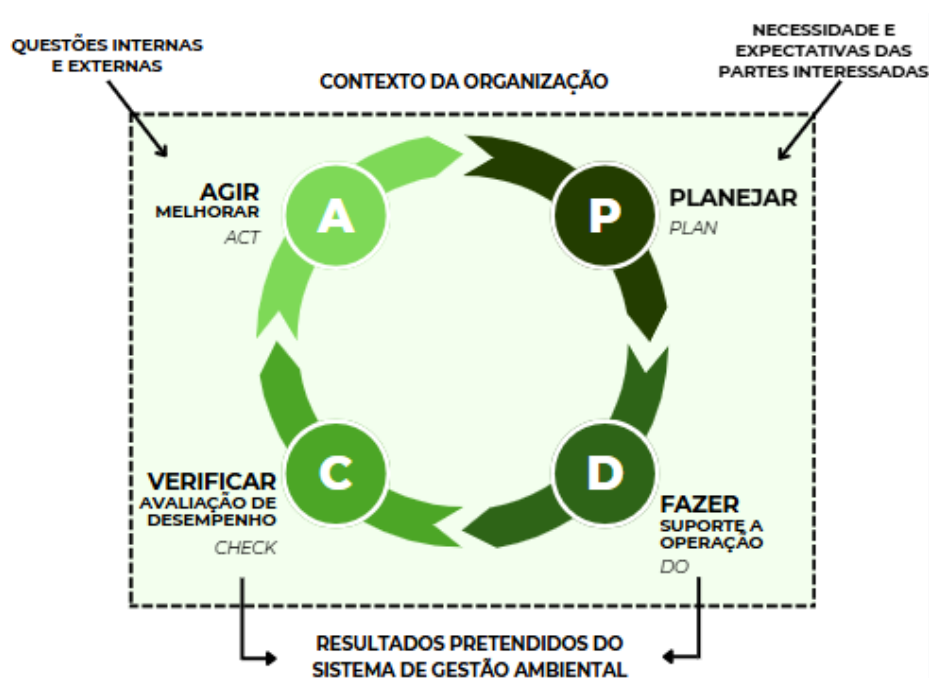 QUESTÕES INTERNAS
E EXTERNAS
NECESSIDADE E
EXPECTATIVAS DAS
PARTES INTERESSADAS
CONTEXTO DA ORGANIZAÇÃO
AGIR
MELHORAR
ACT
A
P
PLANEJAR
PLAN
VERIFICAR
AVALIAÇÃO DE
DESEMPENHO
CHECK
C
D
FAZER
SUPORTE A
OPERAÇÃO
DO
RESULTADOS PRETENDIDOS DO
SISTEMA DE GESTÃO AMBIENTAL